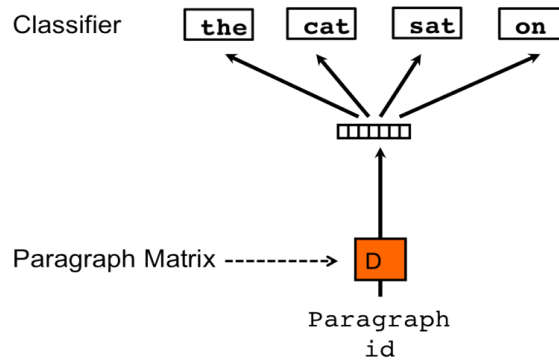 Classifier
the cat sat on
Paragraph Matrix
D
Paragraph
id